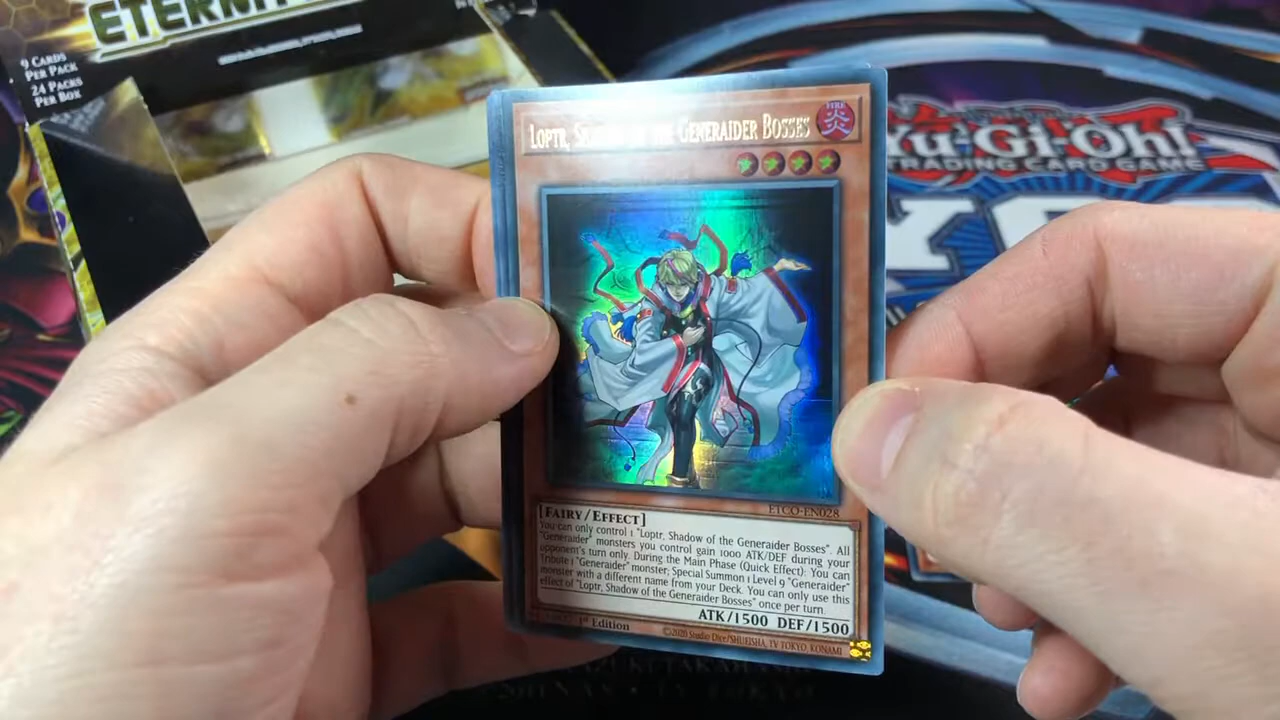 9 CARDS
PER PACK
24 PACKS
PER BOX
LOPTR, SHADOW OF THE GENERAIDER BOSSES
FIRE
炎
Yu-Gi-Oh!
TRADING CARD GAME
ETCO-EN028
[FAIRY/EFFECT]
You can only control 1 "Loptr, Shadow of the Generaider Bosses". All
"Generaider" monsters you control gain 1000 ATK/DEF during your
opponent's turn only. During the Main Phase (Quick Effect): You can
Tribute 1 "Generaider" monster; Special Summon 1 Level 9 "Generaider"
monster with a different name from your Deck. You can only use this
effect of "Loptr, Shadow of the Generaider Bosses" once per turn.
ATK/1500 DEF/1500
1st Edition
©2020 Studio Dice/SHUEISHA, TV TOKYO, KONAMI